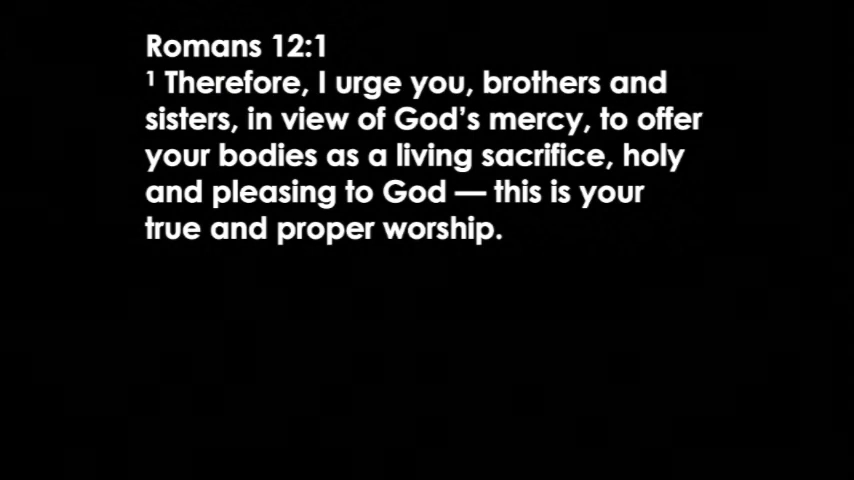 Romans 12:1
¹ Therefore, I urge you, brothers and
sisters, in view of God’s mercy, to offer
your bodies as a living sacrifice, holy
and pleasing to God — this is your
true and proper worship.